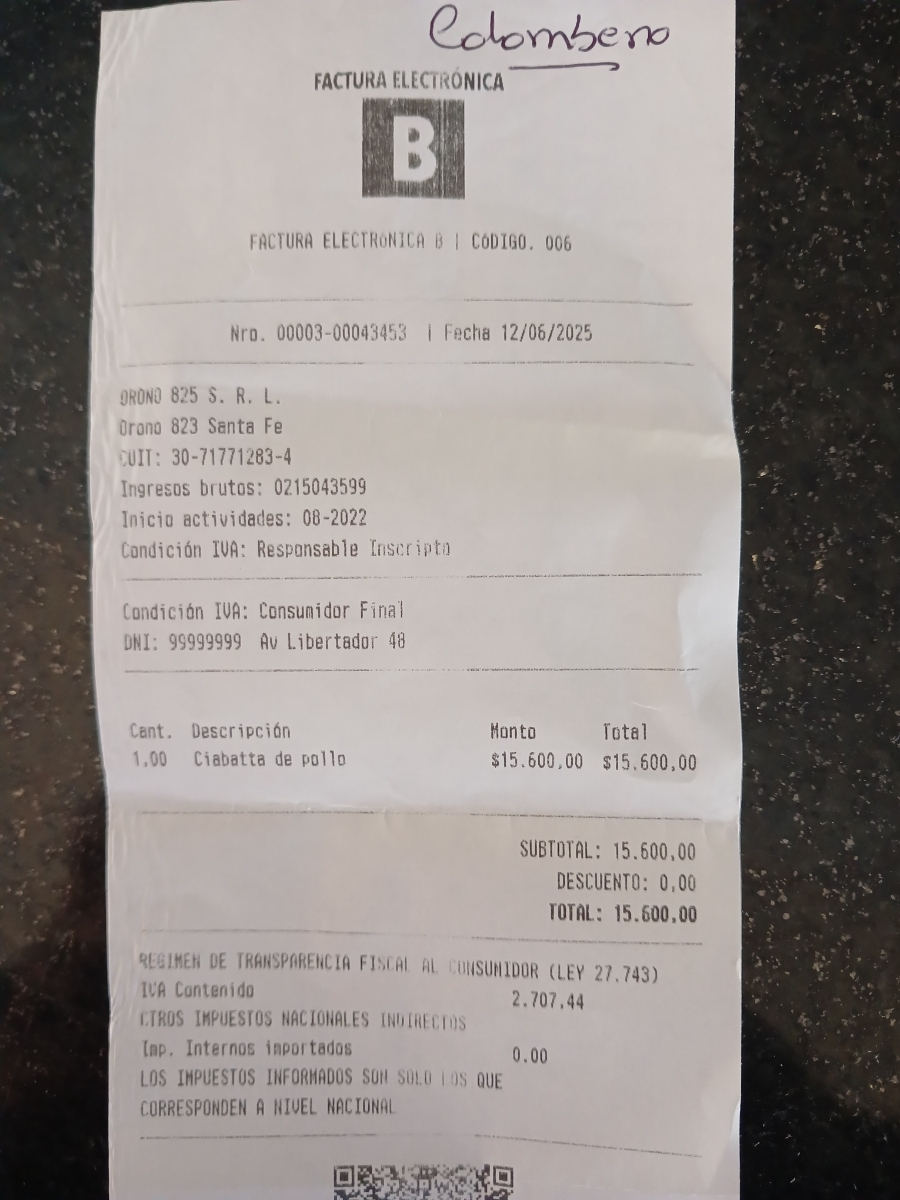 Colombero
FACTURA ELECTRÓNICA
B
FACTURA ELECTRóNICA B | CóDIGO. 006
Nro. 00003-00043453 | Fecha 12/06/2025
ORONO 825 S. R. L.
Orono 823 Santa Fe
CUIT: 30-71771283-4
Ingresos brutos: 0215043599
Inicio actividades: 08-2022
Condición IVA: Responsable Inscripto
Condición IVA: Consumidor Final
DNI: 99999999 Av Libertador 48
Cant. Descripción Monto Total
1,00 Ciabatta de pollo $15.600,00 $15.600,00
SUBTOTAL: 15.600,00
DESCUENTO: 0,00
TOTAL: 15.600,00
REGIMEN DE TRANSPARENCIA FISCAL AL CONSUMIDOR (LEY 27.743)
IVA Contenido 2.707,44
OTROS IMPUESTOS NACIONALES INDIRECTOS
Imp. Internos importados 0.00
LOS IMPUESTOS INFORMADOS SON SOLO LOS QUE
CORRESPONDEN A NIVEL NACIONAL